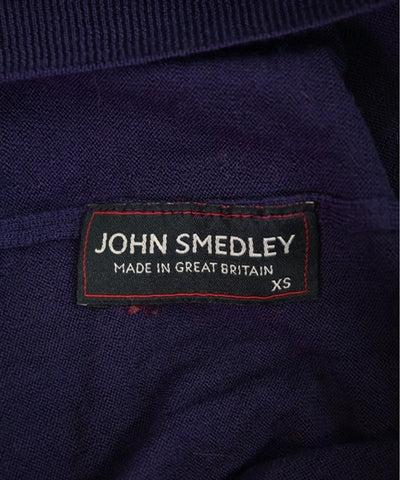 JOHN SMEDLEY
MADE IN GREAT BRITAIN
XS